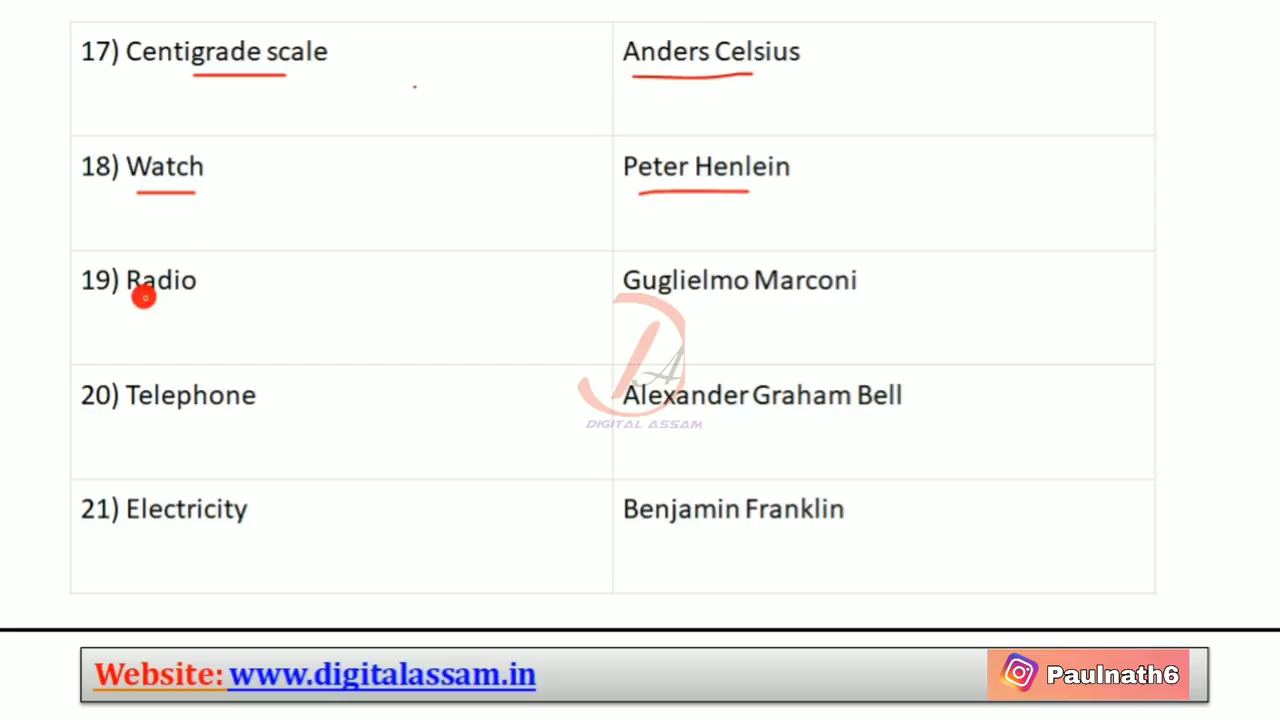 17) Centigrade scale Anders Celsius
18) Watch Peter Henlein
19) Radio Guglielmo Marconi
20) Telephone Alexander Graham Bell
DIGITAL ASSAM
21) Electricity Benjamin Franklin
Website: www.digitalassam.in Paulnath6